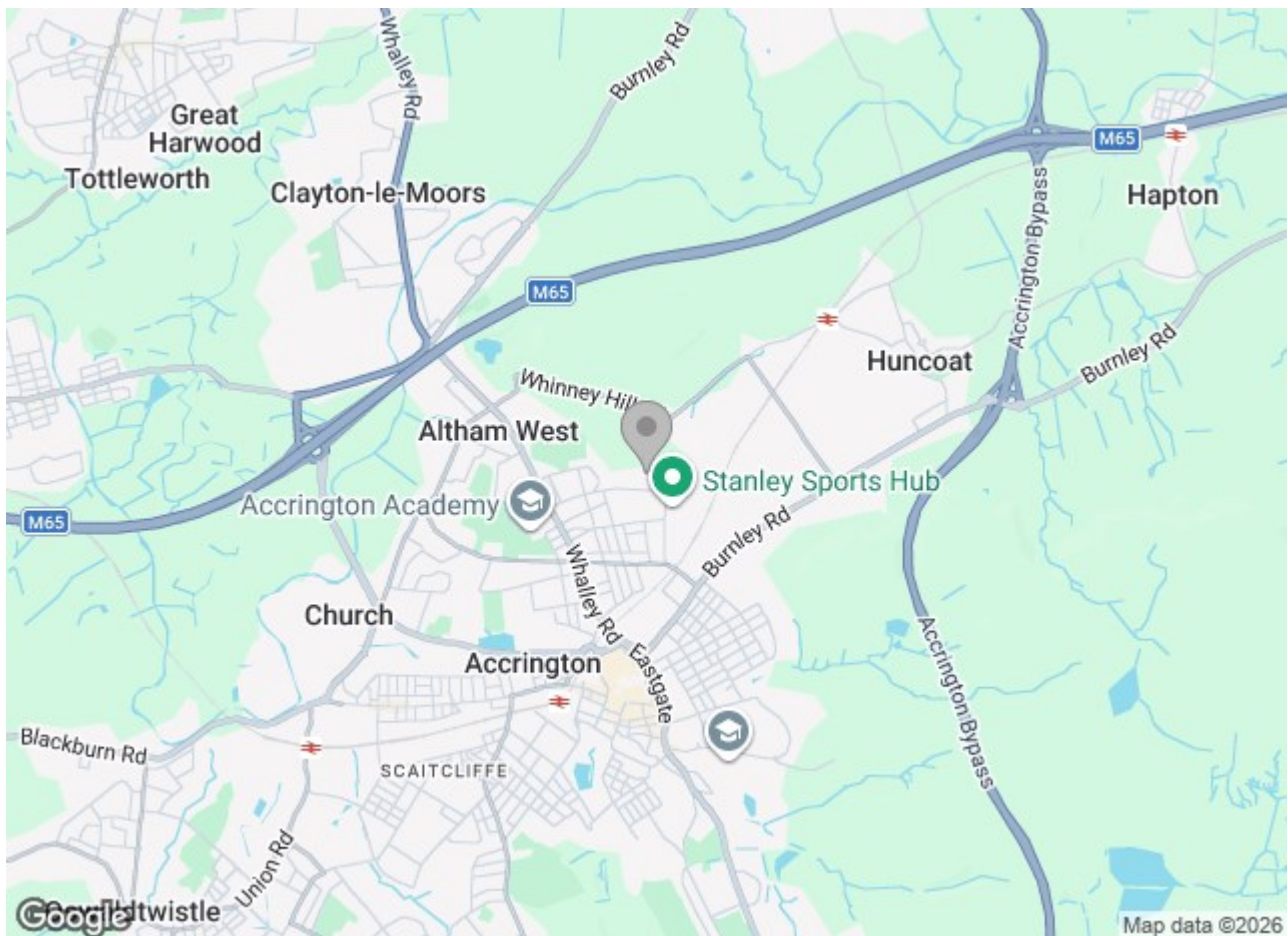 Whalley Rd
Burnley Rd
Great
Harwood
M65
Tottleworth
Clayton-le-Moors
Hapton
Accrington Bypass
M65
Huncoat
Burnley Rd
Whinney Hill
Altham West
Stanley Sports Hub
Accrington Academy
M65
Burnley Rd
Whalley Rd
Church
Accrington
Eastgate
Accrington Bypass
Blackburn Rd
SCAITCLIFFE
Union Rd
Google
Map data ©2026